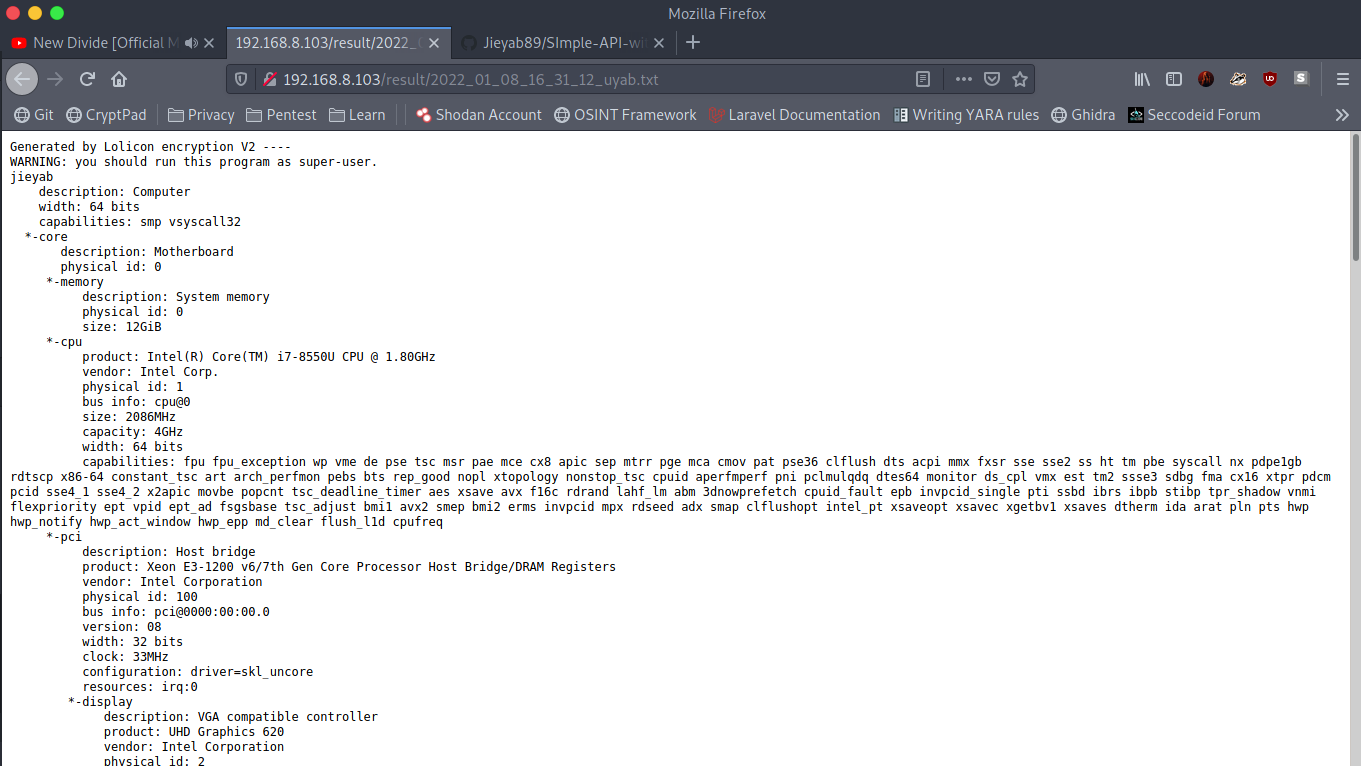 Mozilla Firefox
New Divide [Official M
192.168.8.103/result/2022_
Jieyab89/SImple-API-wi
192.168.8.103/result/2022_01_08_16_31_12_uyab.txt
Git CryptPad Privacy Pentest Learn Shodan Account OSINT Framework Laravel Documentation Writing YARA rules Ghidra Seccodeid Forum
Generated by Lolicon encryption V2 ----
WARNING: you should run this program as super-user.
jieyab
description: Computer
width: 64 bits
capabilities: smp vsyscall32
*-core
description: Motherboard
physical id: 0
*-memory
description: System memory
physical id: 0
size: 12GiB
*-cpu
product: Intel(R) Core(TM) i7-8550U CPU @ 1.80GHz
vendor: Intel Corp.
physical id: 1
bus info: cpu@0
size: 2086MHz
capacity: 4GHz
width: 64 bits
capabilities: fpu fpu_exception wp vme de pse tsc msr pae mce cx8 apic sep mtrr pge mca cmov pat pse36 clflush dts acpi mmx fxsr sse sse2 ss ht tm pbe syscall nx pdpe1gb
rdtscp x86-64 constant_tsc art arch_perfmon pebs bts rep_good nopl xtopology nonstop_tsc cpuid aperfmperf pni pclmulqdq dtes64 monitor ds_cpl vmx est tm2 ssse3 sdbg fma cx16 xtpr pdcm
pcid sse4_1 sse4_2 x2apic movbe popcnt tsc_deadline_timer aes xsave avx f16c rdrand lahf_lm abm 3dnowprefetch cpuid_fault epb invpcid_single pti ssbd ibrs ibpb stibp tpr_shadow vnmi
flexpriority ept vpid ept_ad fsgsbase tsc_adjust bmi1 avx2 smep bmi2 erms invpcid mpx rdseed adx smap clflushopt intel_pt xsaveopt xsavec xgetbv1 xsaves dtherm ida arat pln pts hwp
hwp_notify hwp_act_window hwp_epp md_clear flush_l1d cpufreq
*-pci
description: Host bridge
product: Xeon E3-1200 v6/7th Gen Core Processor Host Bridge/DRAM Registers
vendor: Intel Corporation
physical id: 100
bus info: pci@0000:00:00.0
version: 08
width: 32 bits
clock: 33MHz
configuration: driver=skl_uncore
resources: irq:0
*-display
description: VGA compatible controller
product: UHD Graphics 620
vendor: Intel Corporation
physical id: 2